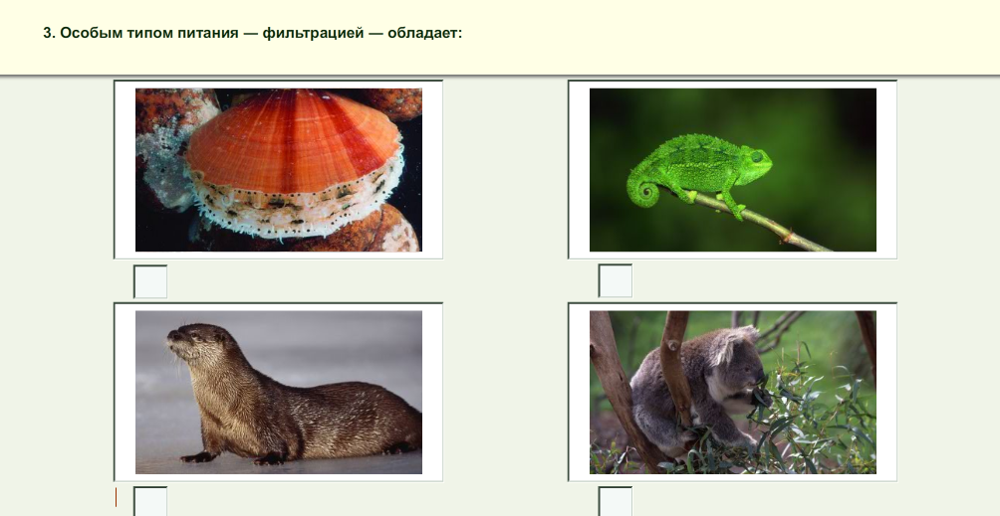 3. Особым типом питания — фильтрацией — обладает: